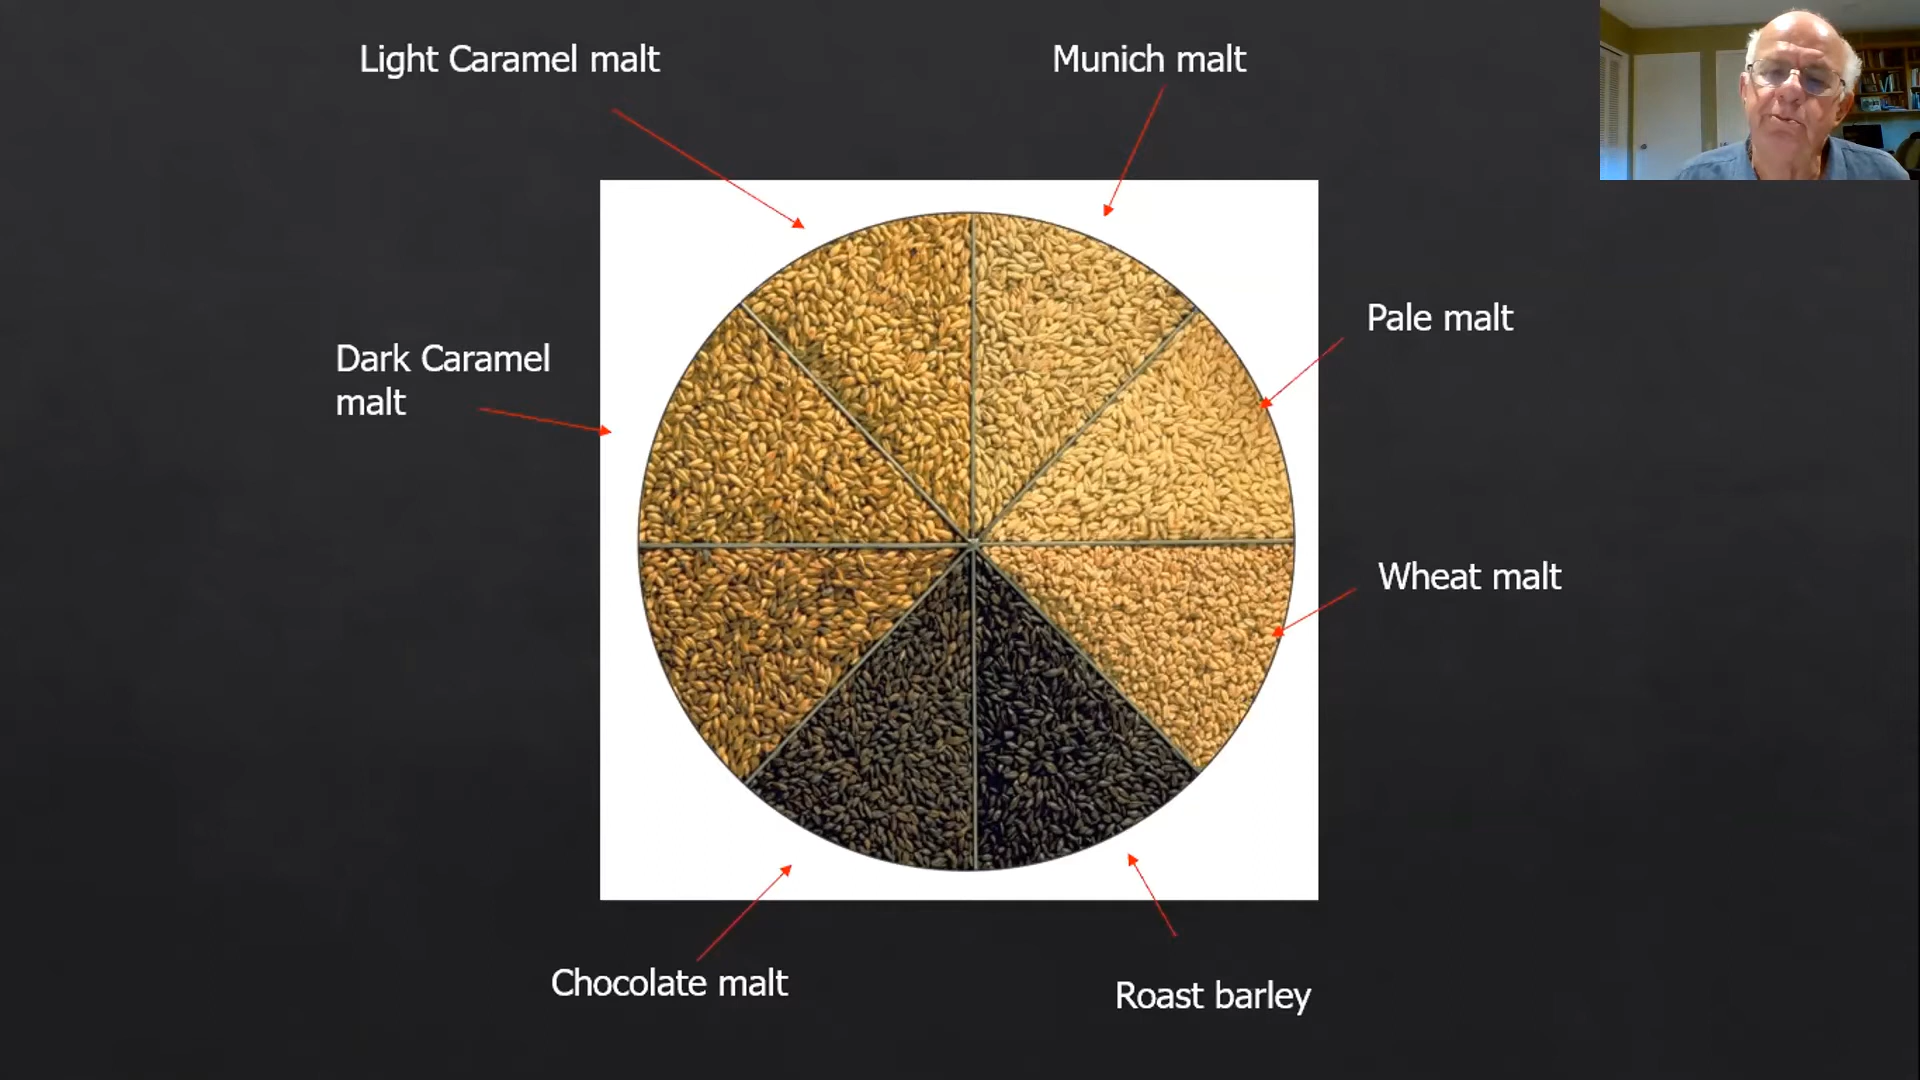 Light Caramel malt
Munich malt
Pale malt
Dark Caramel
malt
Wheat malt
Chocolate malt
Roast barley